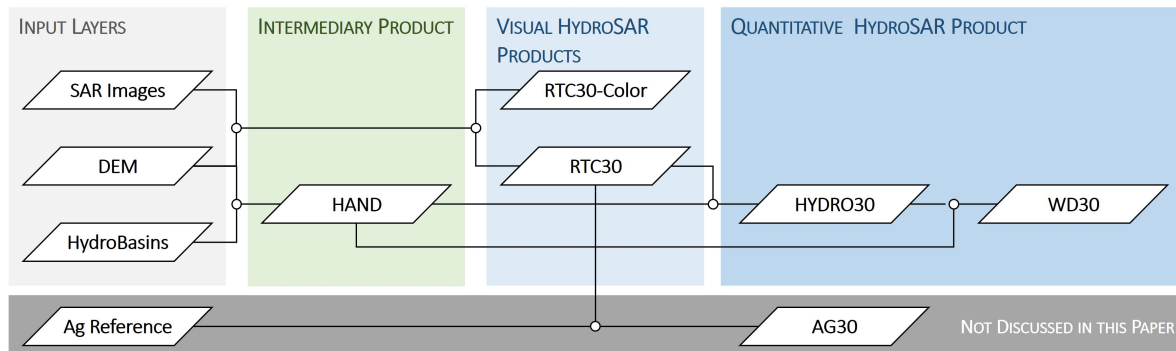 INPUT LAYERS
INTERMEDIARY PRODUCT
VISUAL HYDROSAR
PRODUCTS
QUANTITATIVE HYDROSAR PRODUCT
SAR Images
RTC30-Color
DEM
RTC30
HAND
HYDRO30
WD30
HydroBasins
Ag Reference
AG30
NOT DISCUSSED IN THIS PAPER